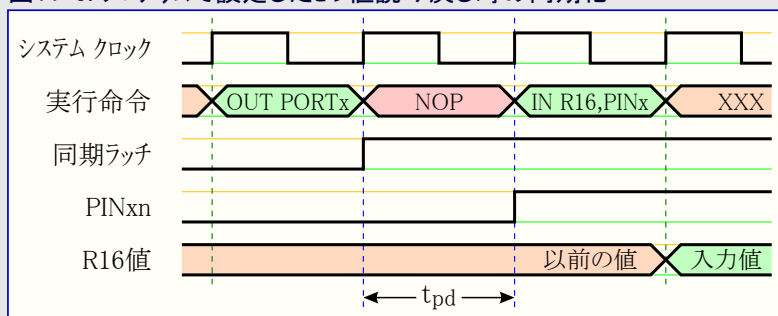 システム クロック
実行命令
OUT PORTx
NOP
IN R16,PINx
XXX
同期ラッチ
PINxn
R16値
以前の値
入力値
tpd